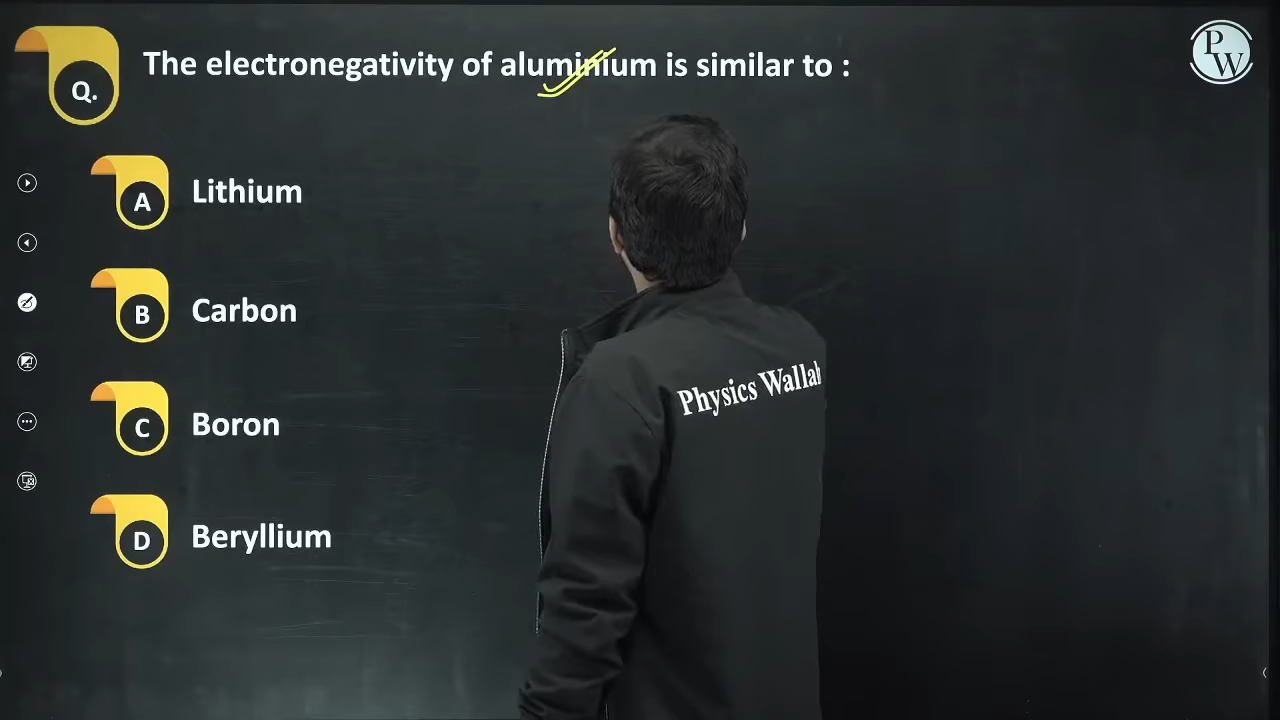 Q. The electronegativity of aluminium is similar to :
PW
A Lithium
B Carbon
C Boron
D Beryllium
Physics Wallah